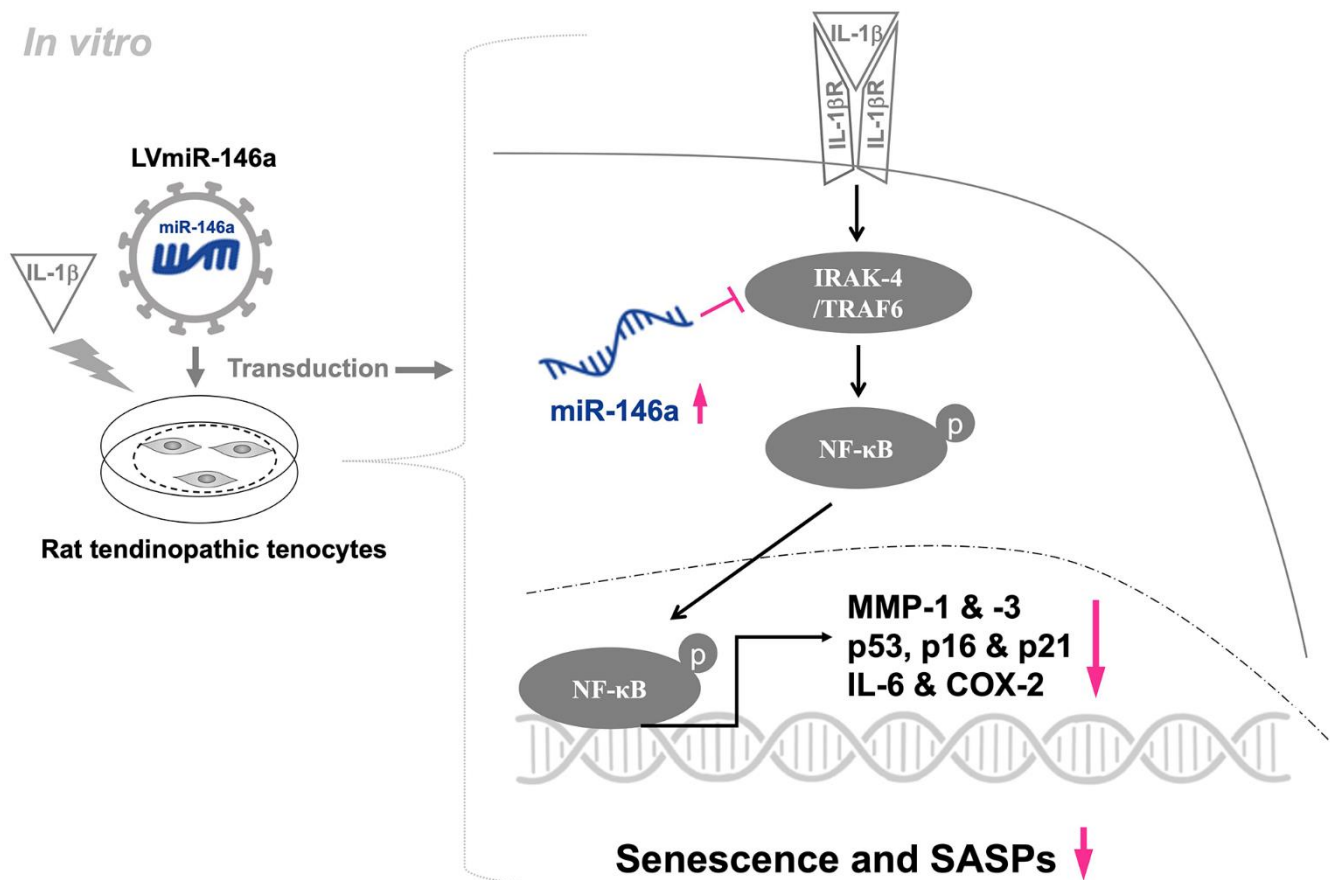 In vitro
LVmiR-146a
miR-146a
IL-1β
Transduction
Rat tendinopathic tenocytes
IL-1β
IL-1βR
IL-1βR
IRAK-4
/TRAF6
miR-146a
p
NF-κB
p
NF-κB
MMP-1 & -3
p53, p16 & p21
IL-6 & COX-2
Senescence and SASPs